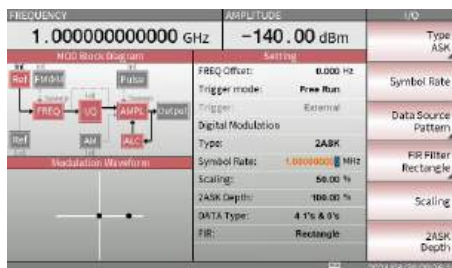 FREQUENCY
AMPLITUDE
I/Q
1.000000000000 GHz
-140.00 dBm
MOD Block Diagram
Setting
Type
ASK
Symbol Rate
Data Source
Pattern
FIR Filter
Rectangle
Scaling
2ASK
Depth
Ref
Pulse
FREQ
I/Q
AMPL
Output
Ref
AM
ALC
Modulation Waveform
FREQ Offset: 0.000 Hz
Trigger mode: Free Run
Trigger: External
Digital Modulation
Type: 2ASK
Symbol Rate: MHz
Scaling: 50.00 %
2ASK Depth: 100.00 %
DATA Type: 4 1's & 0's
FIR: Rectangle